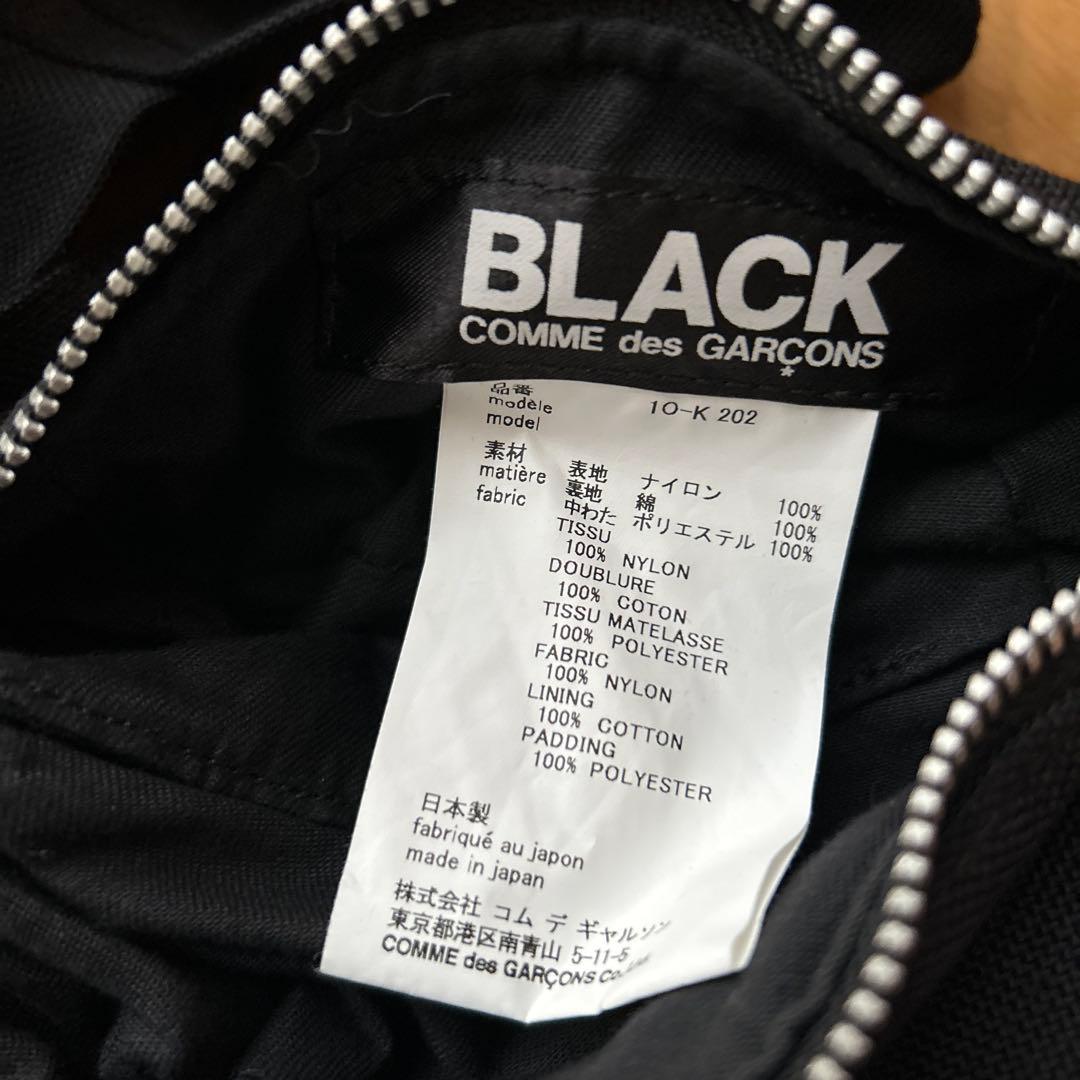 BLACK
COMME des GARÇONS
品番
modèle
model 1O-K 202
素材
matière
fabric
表地 ナイロン 100%
裏地 綿 100%
中わた ポリエステル 100%
TISSU
100% NYLON
DOUBLURE
100% COTON
TISSU MATELASSE
100% POLYESTER
FABRIC
100% NYLON
LINING
100% COTTON
PADDING
100% POLYESTER
日本製
fabriqué au japon
made in japan
株式会社 コム デ ギャルソン
東京都港区南青山 5-11-5
COMME des GARÇONS